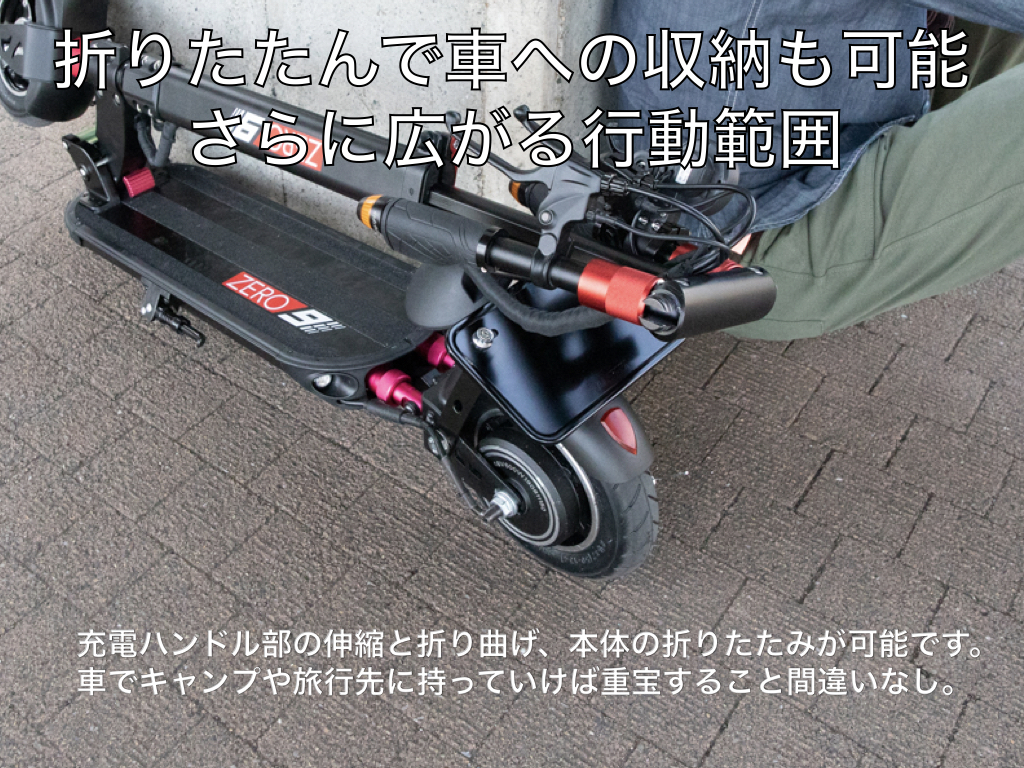 折りたたんで車への収納も可能
さらに広がる行動範囲
ZERO 9
ZERO 9
充電ハンドル部の伸縮と折り曲げ、本体の折りたたみが可能です。
車でキャンプや旅行先に持っていけば重宝すること間違いなし。